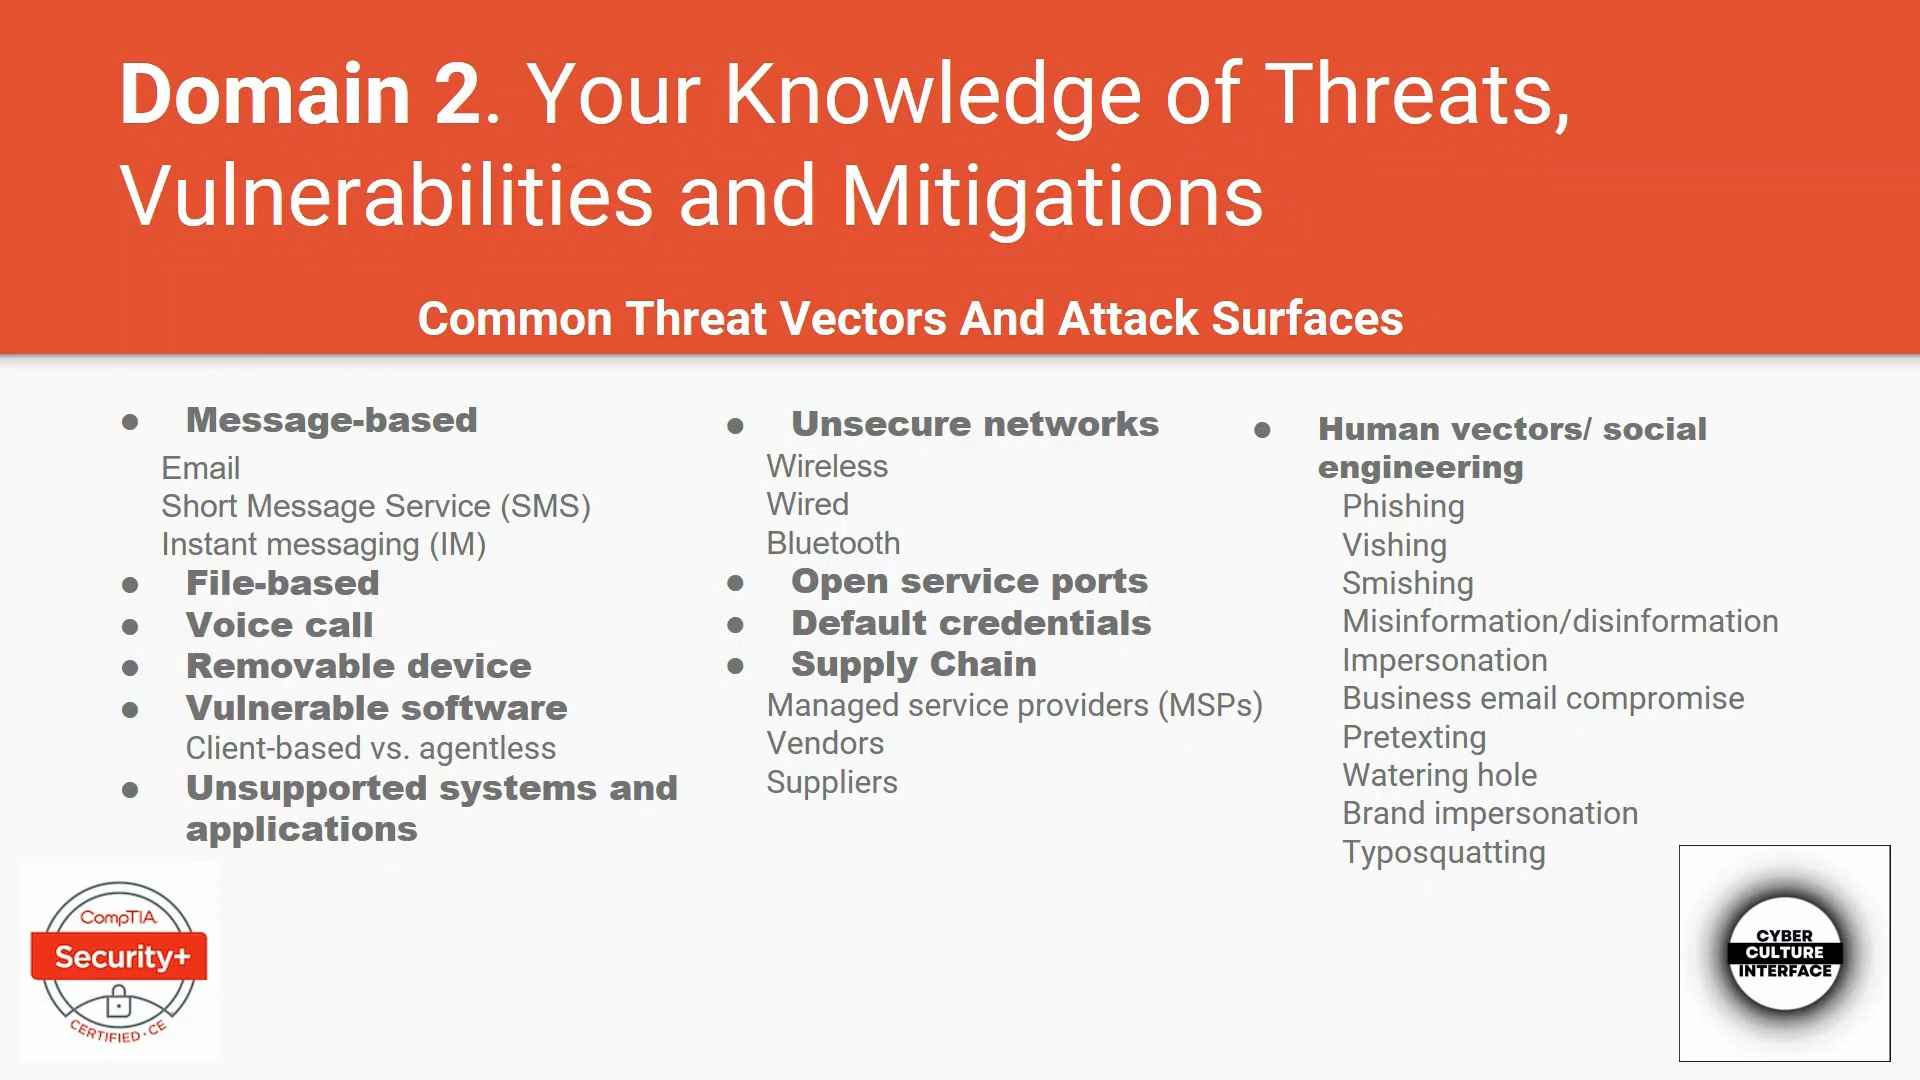 Domain 2. Your Knowledge of Threats,
Vulnerabilities and Mitigations
Common Threat Vectors And Attack Surfaces
● Message-based
Email
Short Message Service (SMS)
Instant messaging (IM)
● File-based
● Voice call
● Removable device
● Vulnerable software
Client-based vs. agentless
● Unsupported systems and
applications
● Unsecure networks
Wireless
Wired
Bluetooth
● Open service ports
● Default credentials
● Supply Chain
Managed service providers (MSPs)
Vendors
Suppliers
● Human vectors/ social
engineering
Phishing
Vishing
Smishing
Misinformation/disinformation
Impersonation
Business email compromise
Pretexting
Watering hole
Brand impersonation
Typosquatting
CompTIA.
Security+
CERTIFIED · CE
CYBER
CULTURE
INTERFACE